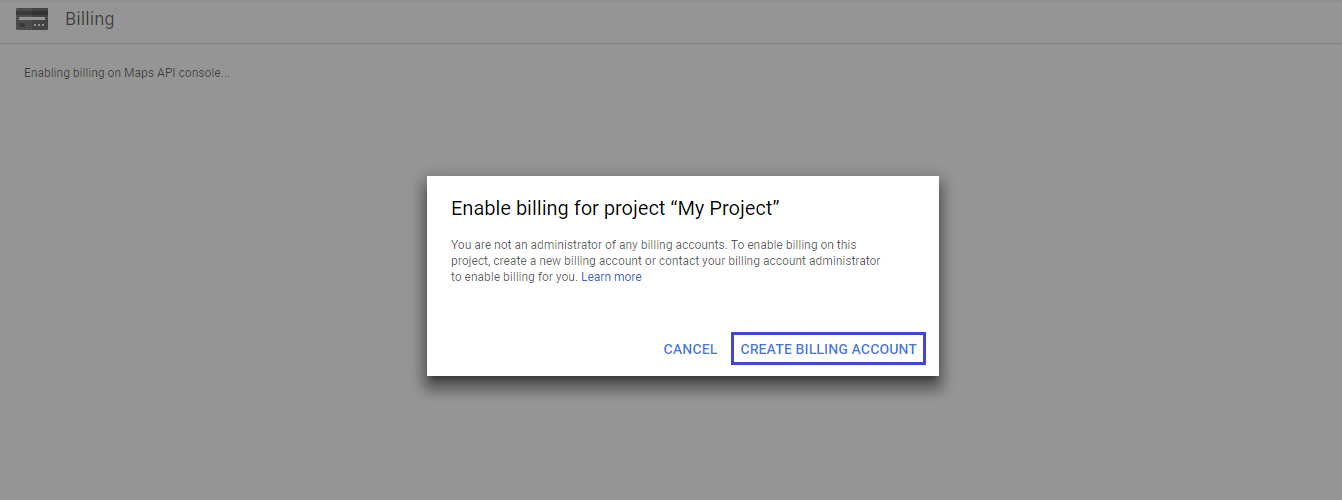 Billing
Enabling billing on Maps API console...
Enable billing for project “My Project”
You are not an administrator of any billing accounts. To enable billing on this
project, create a new billing account or contact your billing account administrator
to enable billing for you. Learn more
CANCEL CREATE BILLING ACCOUNT